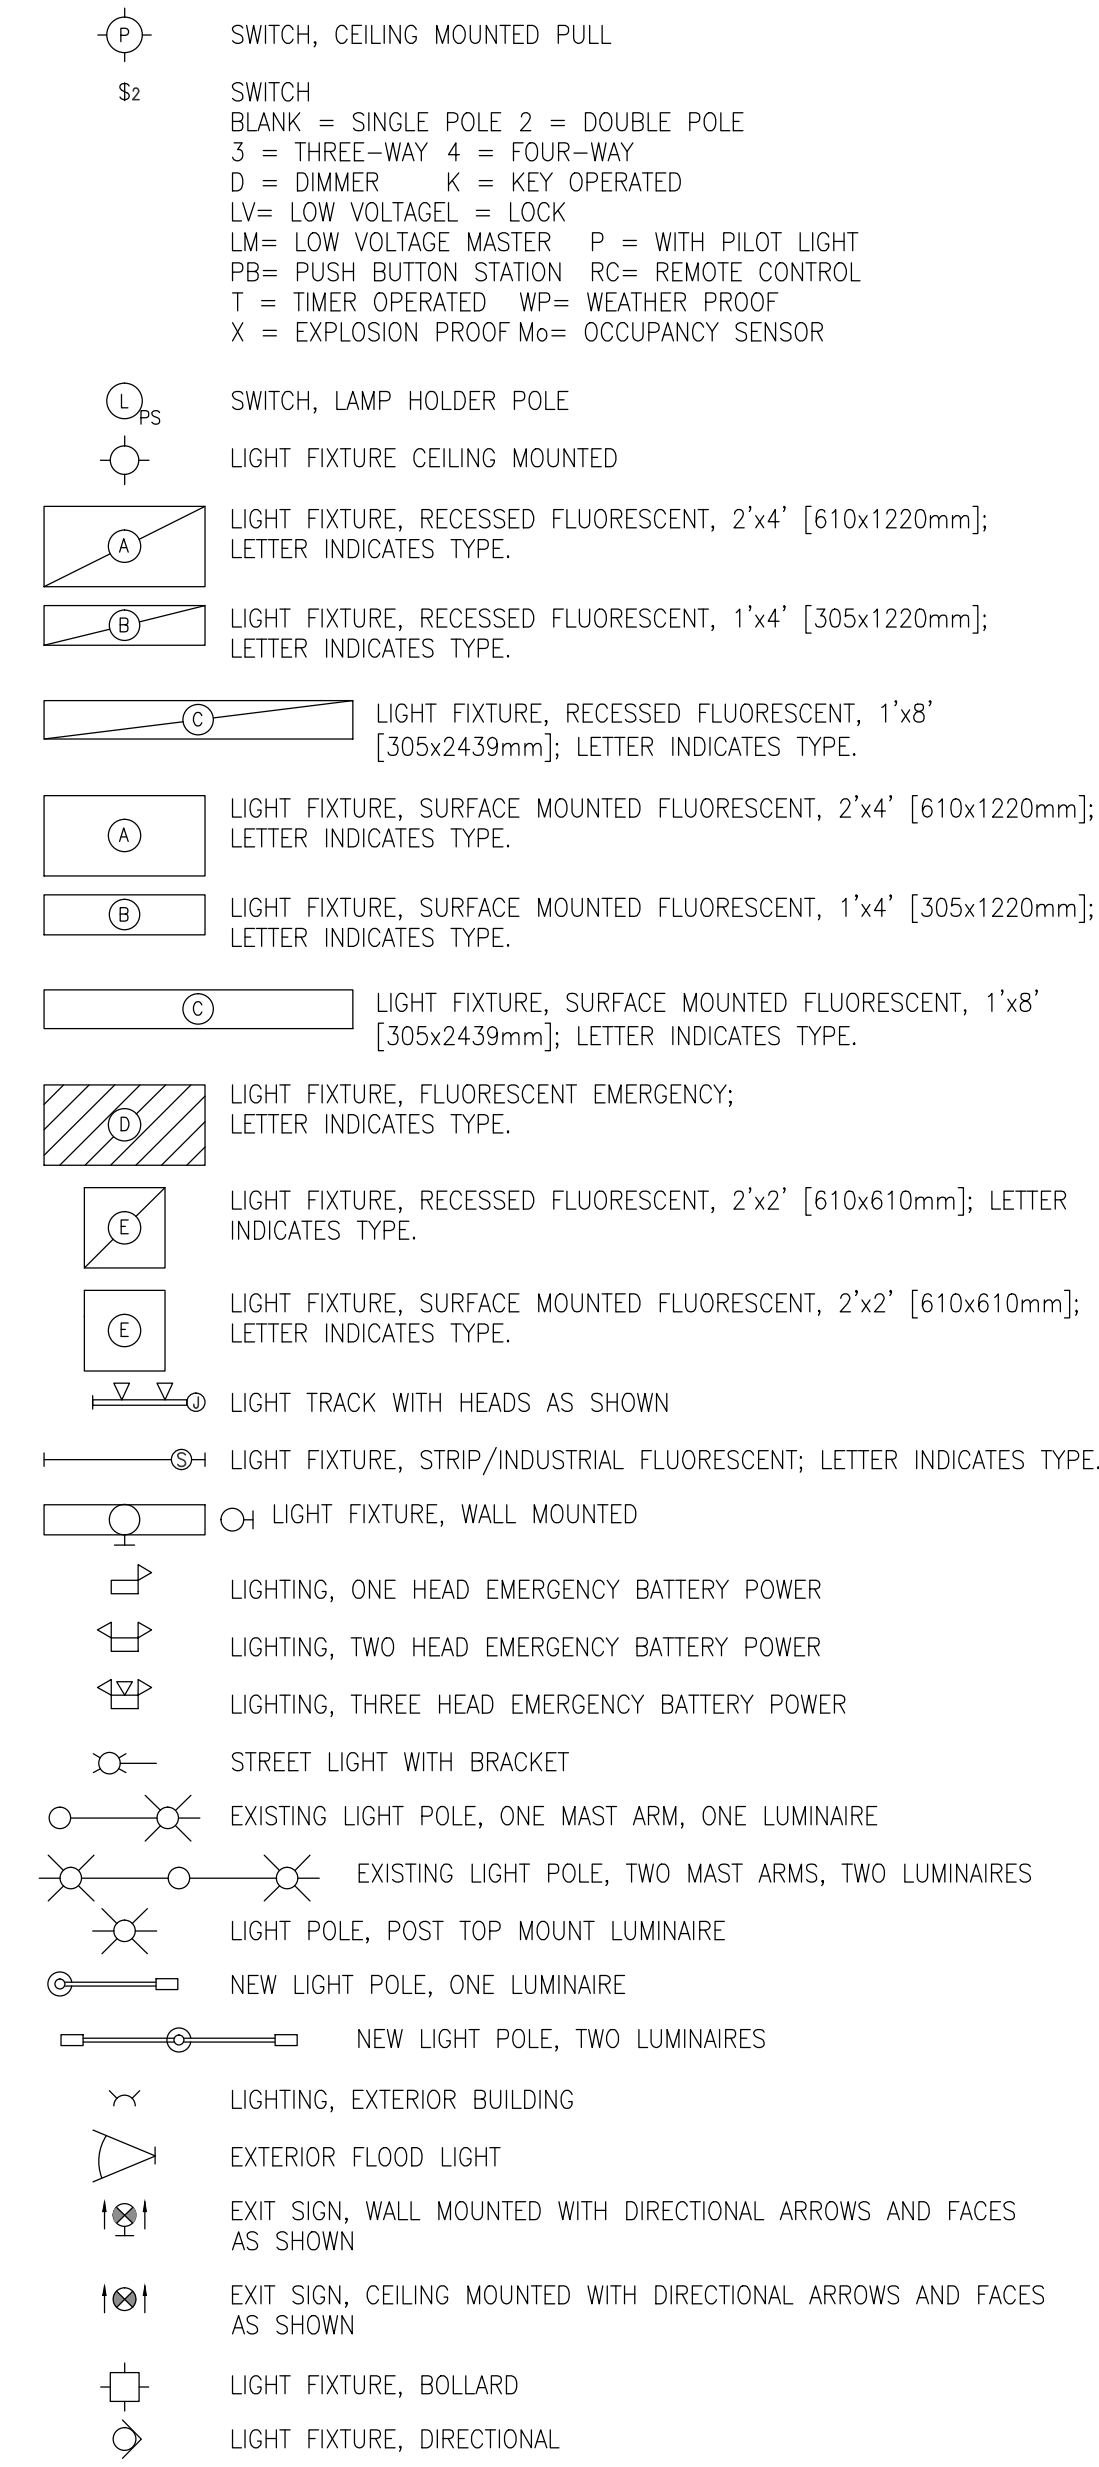 P SWITCH, CEILING MOUNTED PULL
$2 SWITCH
BLANK = SINGLE POLE 2 = DOUBLE POLE
3 = THREE-WAY 4 = FOUR-WAY
D = DIMMER K = KEY OPERATED
LV= LOW VOLTAGEL = LOCK
LM= LOW VOLTAGE MASTER P = WITH PILOT LIGHT
PB= PUSH BUTTON STATION RC= REMOTE CONTROL
T = TIMER OPERATED WP= WEATHER PROOF
X = EXPLOSION PROOF Mo= OCCUPANCY SENSOR
L PS SWITCH, LAMP HOLDER POLE
LIGHT FIXTURE CEILING MOUNTED
LIGHT FIXTURE, RECESSED FLUORESCENT, 2'x4' [610x1220mm];
A LETTER INDICATES TYPE.
B LIGHT FIXTURE, RECESSED FLUORESCENT, 1'x4' [305x1220mm];
LETTER INDICATES TYPE.
C LIGHT FIXTURE, RECESSED FLUORESCENT, 1'x8'
[305x2439mm]; LETTER INDICATES TYPE.
LIGHT FIXTURE, SURFACE MOUNTED FLUORESCENT, 2'x4' [610x1220mm];
A LETTER INDICATES TYPE.
B LIGHT FIXTURE, SURFACE MOUNTED FLUORESCENT, 1'x4' [305x1220mm];
LETTER INDICATES TYPE.
C LIGHT FIXTURE, SURFACE MOUNTED FLUORESCENT, 1'x8'
[305x2439mm]; LETTER INDICATES TYPE.
LIGHT FIXTURE, FLUORESCENT EMERGENCY;
D LETTER INDICATES TYPE.
LIGHT FIXTURE, RECESSED FLUORESCENT, 2'x2' [610x610mm]; LETTER
E INDICATES TYPE.
LIGHT FIXTURE, SURFACE MOUNTED FLUORESCENT, 2'x2' [610x610mm];
E LETTER INDICATES TYPE.
J LIGHT TRACK WITH HEADS AS SHOWN
S LIGHT FIXTURE, STRIP/INDUSTRIAL FLUORESCENT; LETTER INDICATES TYPE.
LIGHT FIXTURE, WALL MOUNTED
LIGHTING, ONE HEAD EMERGENCY BATTERY POWER
LIGHTING, TWO HEAD EMERGENCY BATTERY POWER
LIGHTING, THREE HEAD EMERGENCY BATTERY POWER
STREET LIGHT WITH BRACKET
EXISTING LIGHT POLE, ONE MAST ARM, ONE LUMINAIRE
EXISTING LIGHT POLE, TWO MAST ARMS, TWO LUMINAIRES
LIGHT POLE, POST TOP MOUNT LUMINAIRE
NEW LIGHT POLE, ONE LUMINAIRE
NEW LIGHT POLE, TWO LUMINAIRES
LIGHTING, EXTERIOR BUILDING
EXTERIOR FLOOD LIGHT
EXIT SIGN, WALL MOUNTED WITH DIRECTIONAL ARROWS AND FACES
AS SHOWN
EXIT SIGN, CEILING MOUNTED WITH DIRECTIONAL ARROWS AND FACES
AS SHOWN
LIGHT FIXTURE, BOLLARD
LIGHT FIXTURE, DIRECTIONAL